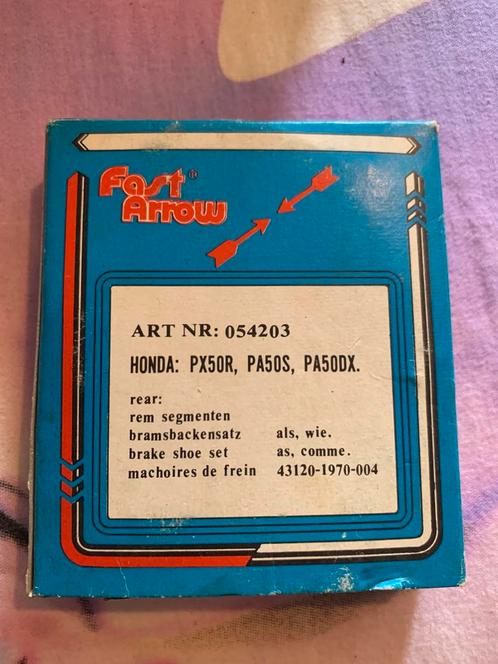 Fast®
Arrow
ART NR: 054203
HONDA: PX50R, PA50S, PA50DX.
rear:
rem segmenten
bramsbackensatz als, wie.
brake shoe set as, comme.
machoires de frein 43120-1970-004